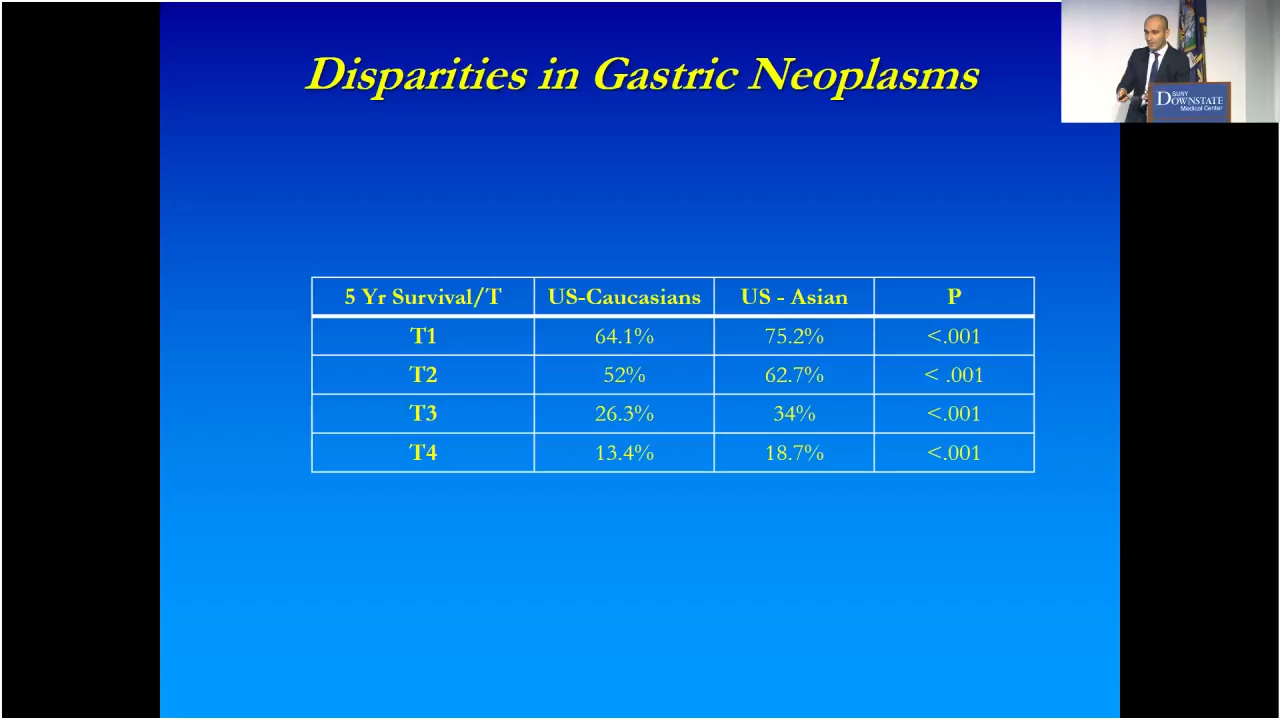 Disparities in Gastric Neoplasms
SUNY
DOWNSTATE
Medical Center
5 Yr Survival/T US-Caucasians US - Asian P
T1 64.1% 75.2% <.001
T2 52% 62.7% < .001
T3 26.3% 34% <.001
T4 13.4% 18.7% <.001